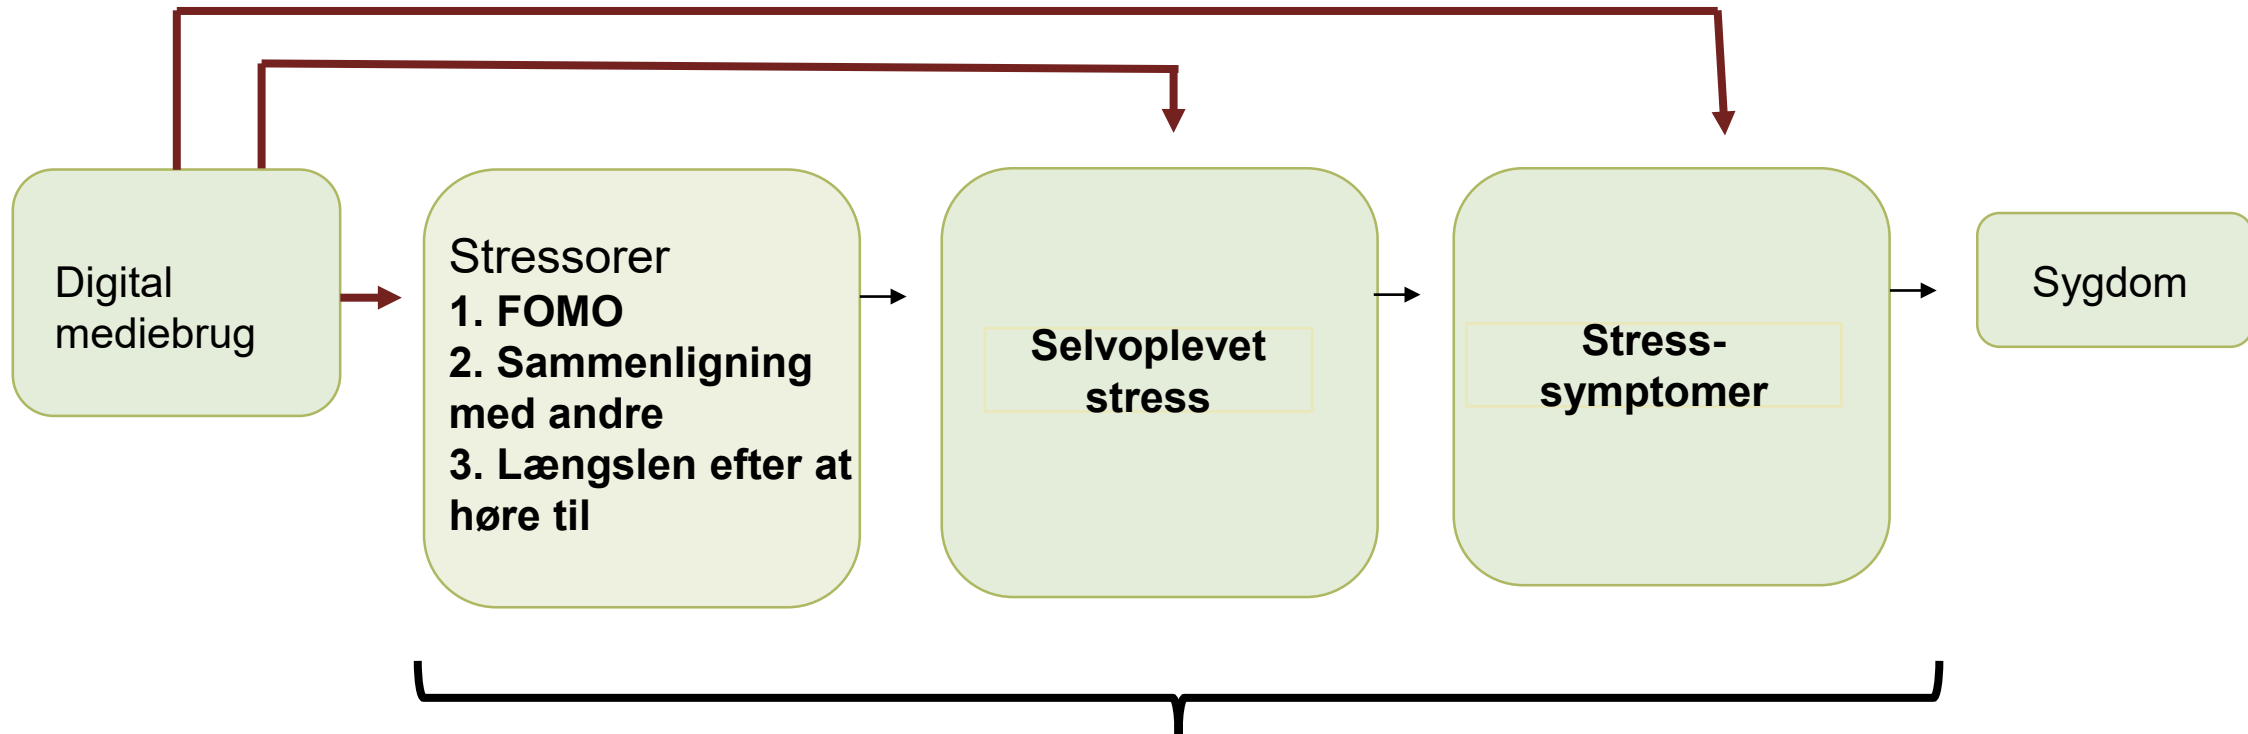 Digital
mediebrug
Stressorer
1. FOMO
2. Sammenligning
med andre
3. Længslen efter at
høre til
Selvoplevet
stress
Stress-
symptomer
Sygdom